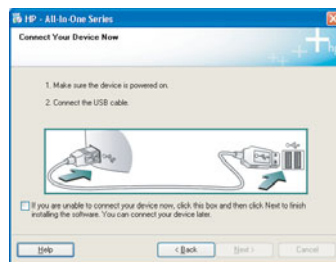 HP - All-In-One Series
Connect Your Device Now
1. Make sure the device is powered on.
2. Connect the USB cable.
If you are unable to connect your device now, click this box and then click Next to finish
installing the software. You can connect your device later.
Help
< Back
Next >
Cancel